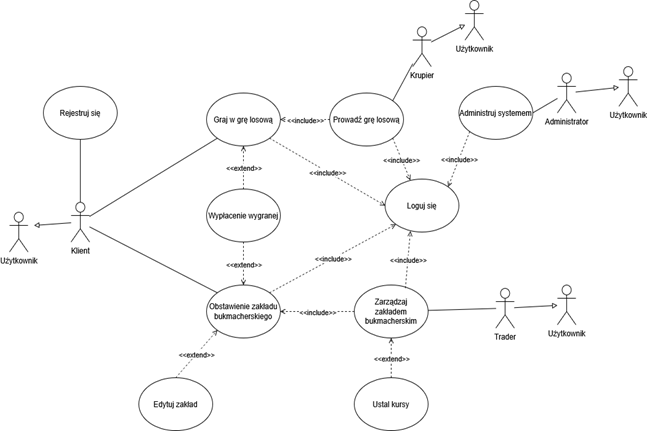 Użytkownik
Krupier
Rejestruj się
Graj w grę losową
<<include>>
Prowadź grę losową
Administruj systemem
Administrator
Użytkownik
<<include>>
<<include>>
<<extend>>
<<include>>
Wypłacenie wygranej
Loguj się
Użytkownik
Klient
<<extend>>
<<include>>
<<include>>
Obstawienie zakładu
bukmacherskiego
<<include>>
Zarządzaj
zakładem
bukmacherskim
Trader
Użytkownik
<<extend>>
<<extend>>
Edytuj zakład
Ustal kursy